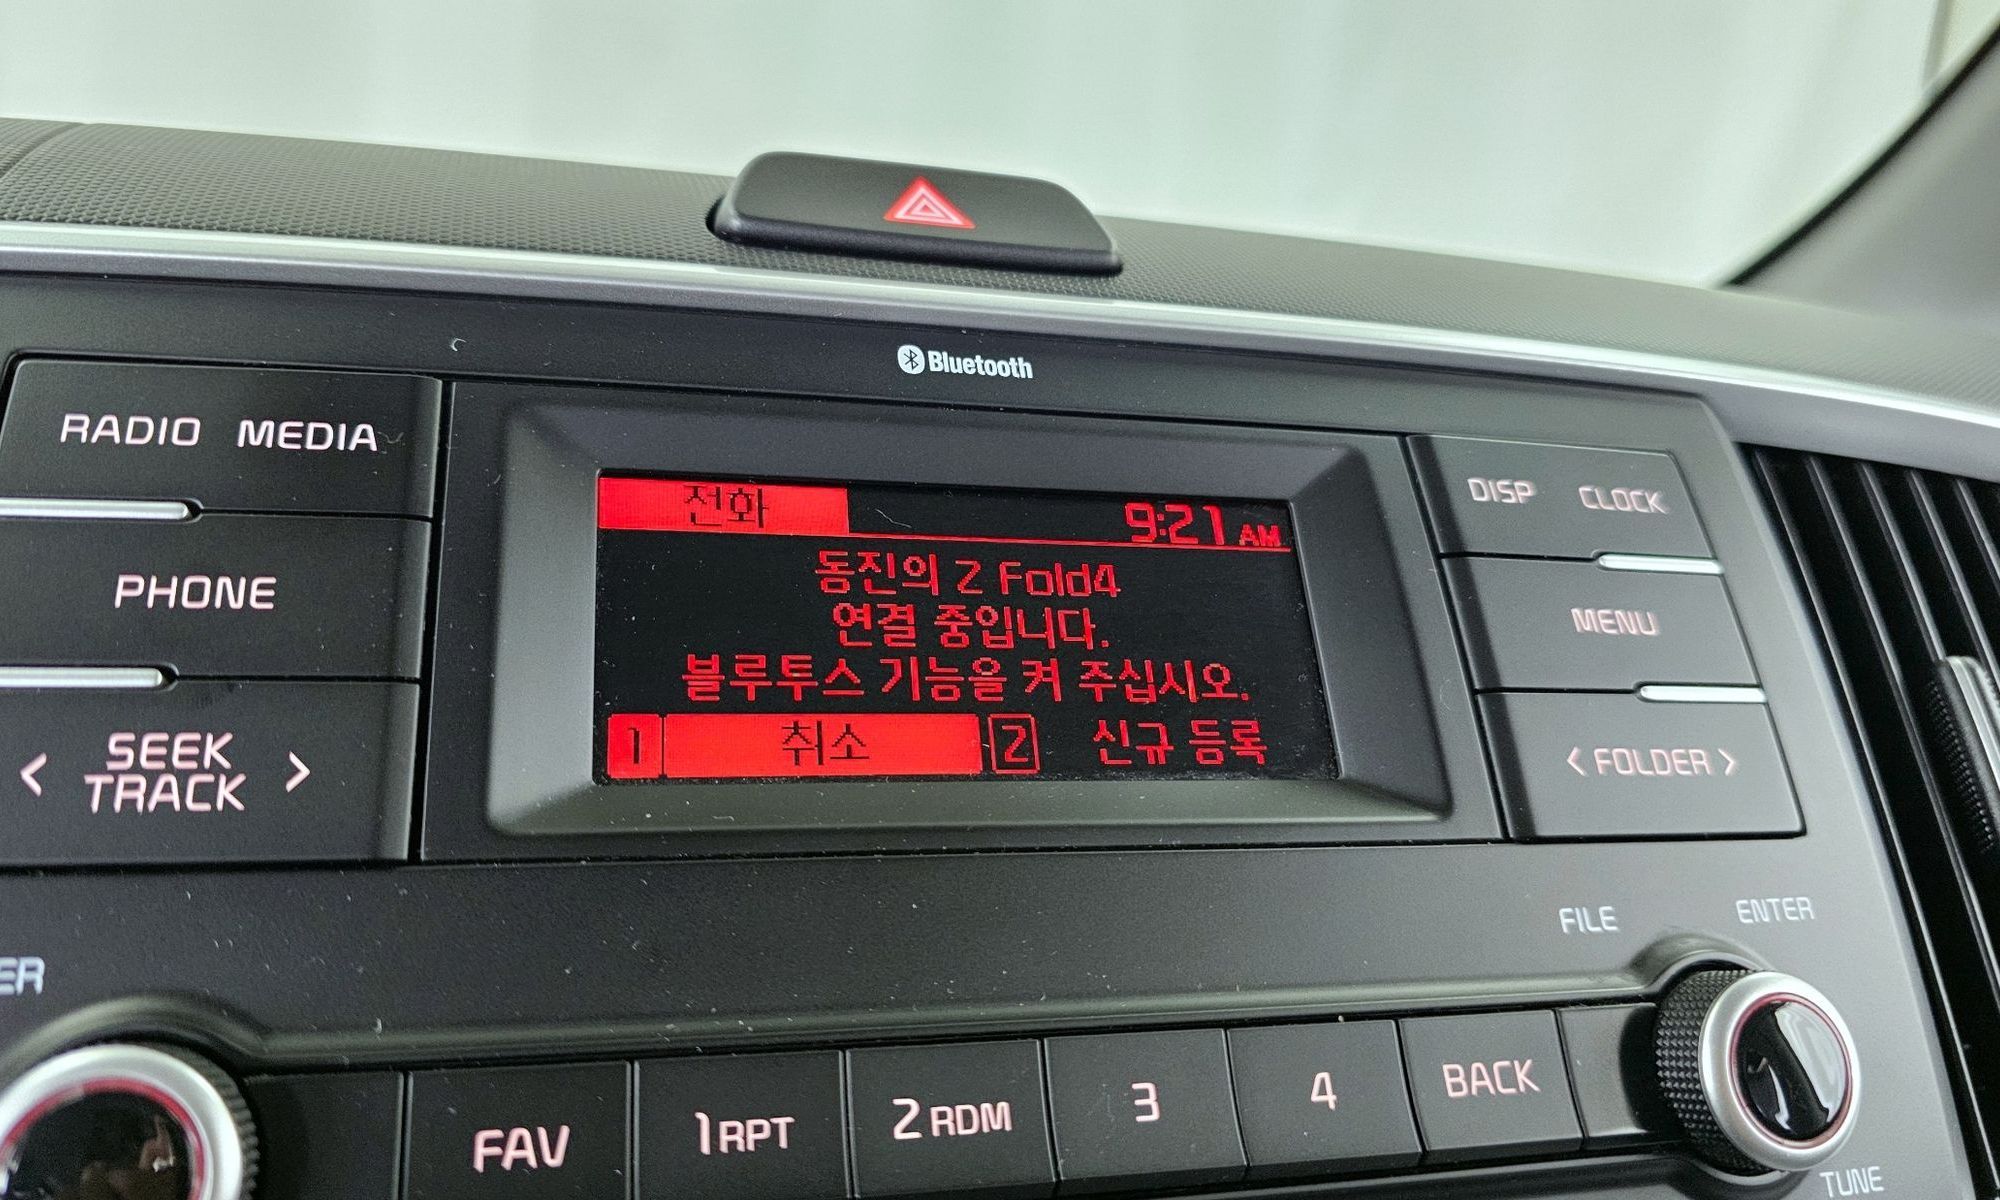 Bluetooth
RADIO MEDIA
PHONE
< SEEK TRACK >
전화 9:21 AM
동진의 Z Fold4
연결 중입니다.
블루투스 기능을 켜 주십시오.
1 취소 2 신규 등록
DISP CLOCK
MENU
< FOLDER >
FILE ENTER
ER
FAV 1 RPT 2 RDM 3 4 BACK
TUNE